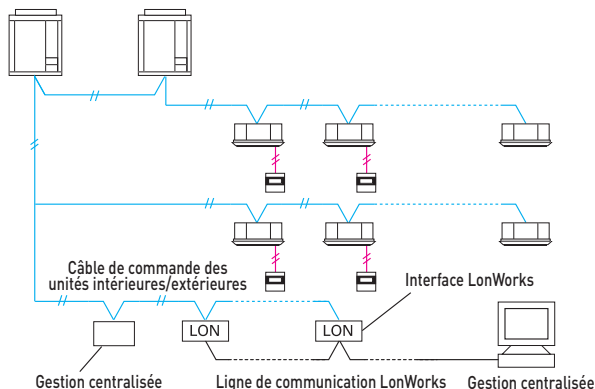 Câble de commande des
unités intérieures/extérieures
Interface LonWorks
LON
LON
Gestion centralisée
Ligne de communication LonWorks
Gestion centralisée